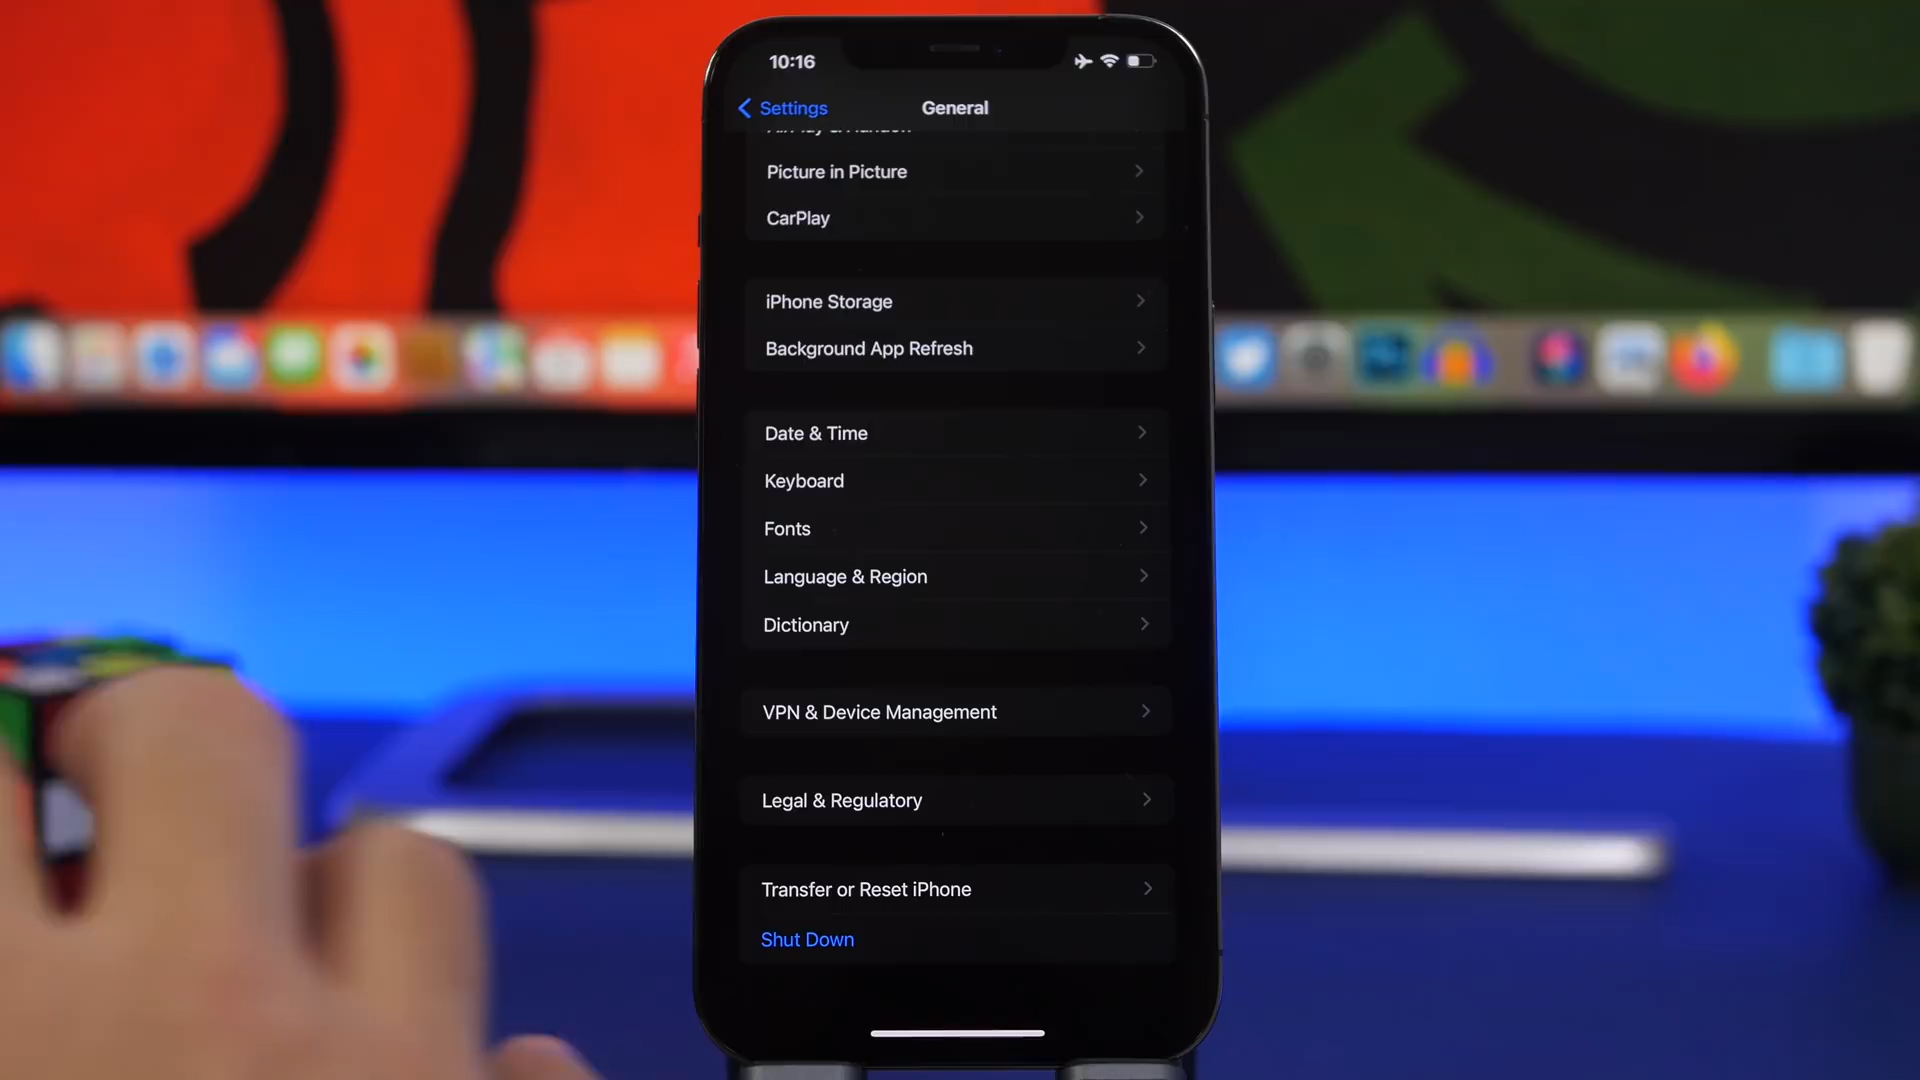 10:16
Settings
General
Picture in Picture
CarPlay
iPhone Storage
Background App Refresh
Date & Time
Keyboard
Fonts
Language & Region
Dictionary
VPN & Device Management
Legal & Regulatory
Transfer or Reset iPhone
Shut Down